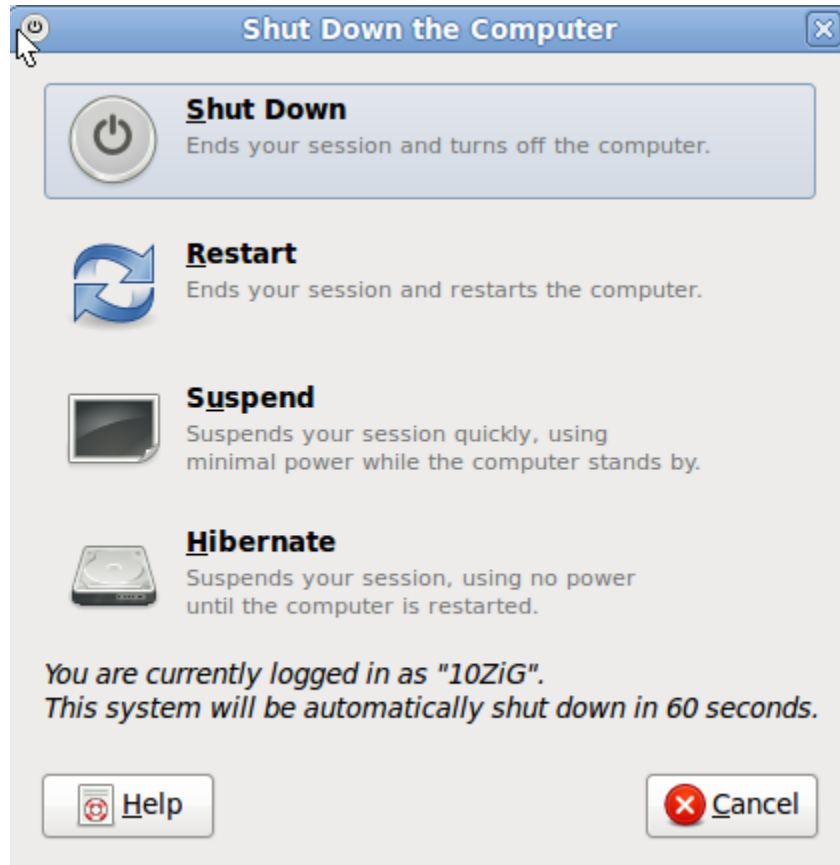 Shut Down the Computer
Shut Down
Ends your session and turns off the computer.
Restart
Ends your session and restarts the computer.
Suspend
Suspends your session quickly, using
minimal power while the computer stands by.
Hibernate
Suspends your session, using no power
until the computer is restarted.
You are currently logged in as "10ZiG".
This system will be automatically shut down in 60 seconds.
Help
Cancel